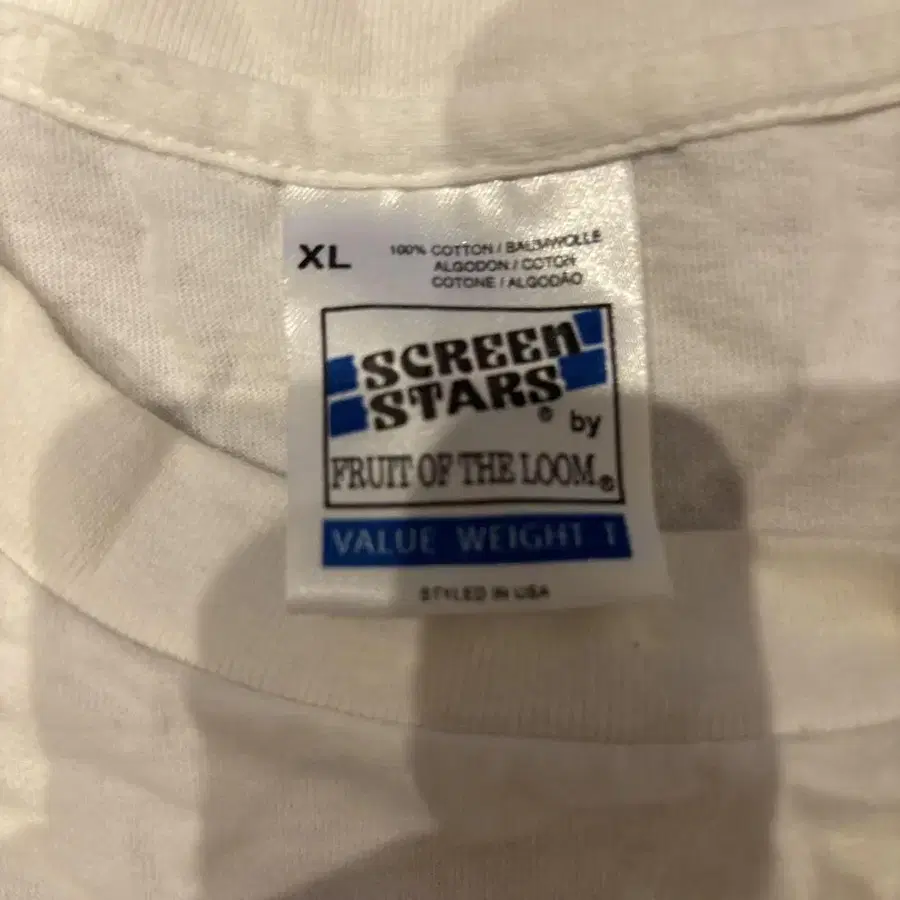 XL
100% COTTON / BAUMWOLLE
ALGODON / COTON
COTONE / ALGODÃO
SCREEN
STARS® by
FRUIT OF THE LOOM®
VALUE WEIGHT T
STYLED IN USA